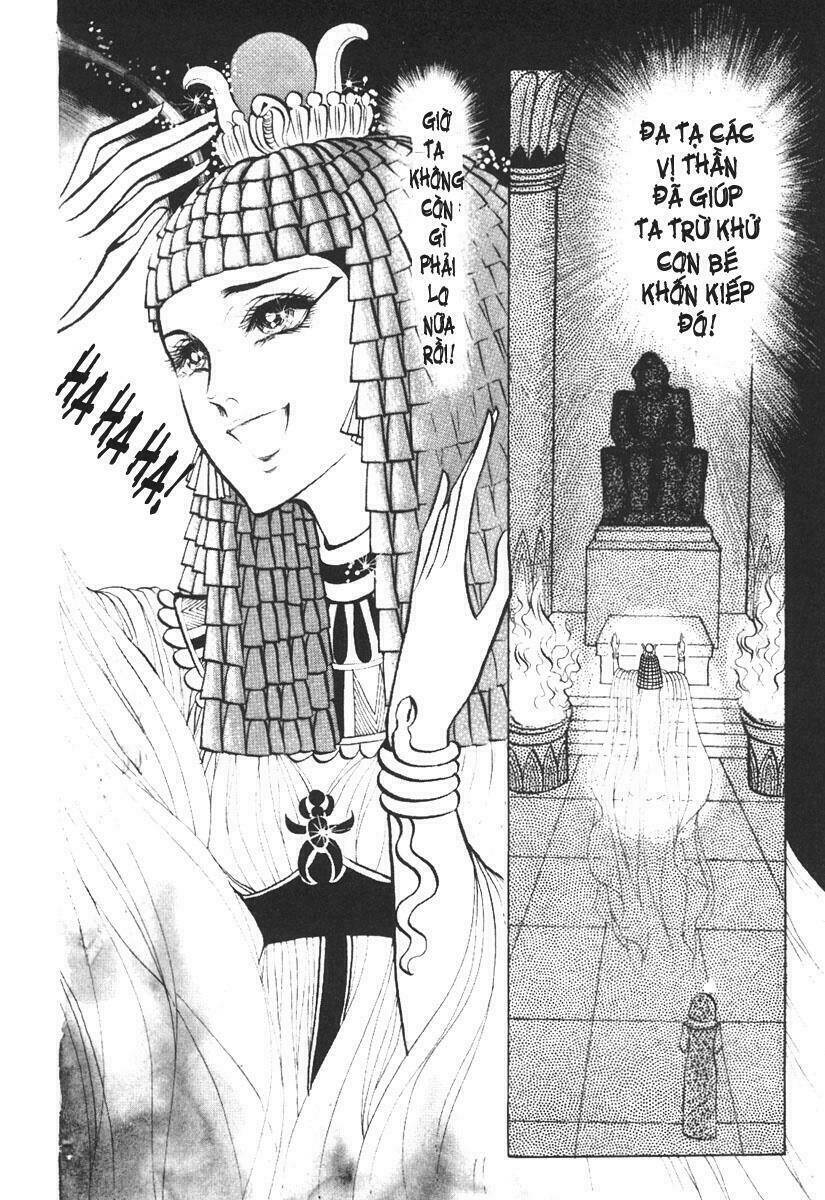 ĐA TẠ CÁC
VỊ THẦN
ĐÃ GIÚP
TA TRỪ KHỬ
CON BÉ
KHỐN KIẾP
ĐÓ!
GIỜ
TA
KHÔNG
CÒN
GÌ
PHẢI
LO
NỮA
RỒI!
HA HA HA!